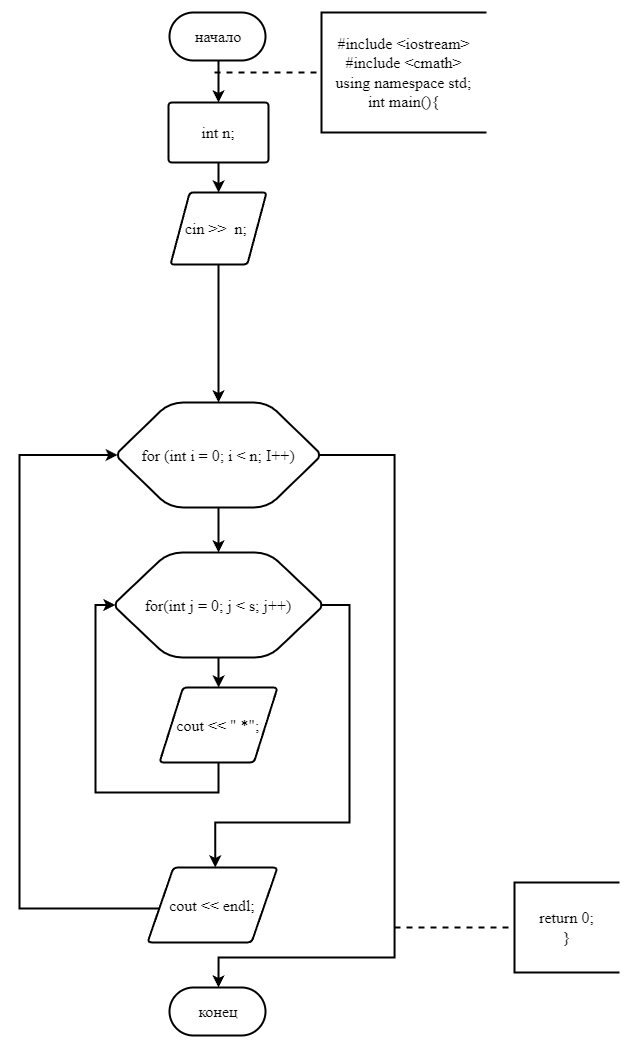 начало
#include <iostream>
#include <cmath>
using namespace std;
int main(){
int n;
cin >> n;
for (int i = 0; i < n; I++)
for(int j = 0; j < s; j++)
cout << " *";
cout << endl;
return 0;
}
конец